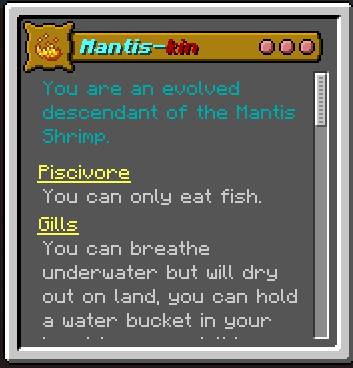 Mantis-kin
You are an evolved
descendant of the Mantis
Shrimp.
Piscivore
You can only eat fish.
Gills
You can breathe
underwater but will dry
out on land, you can hold
a water bucket in your